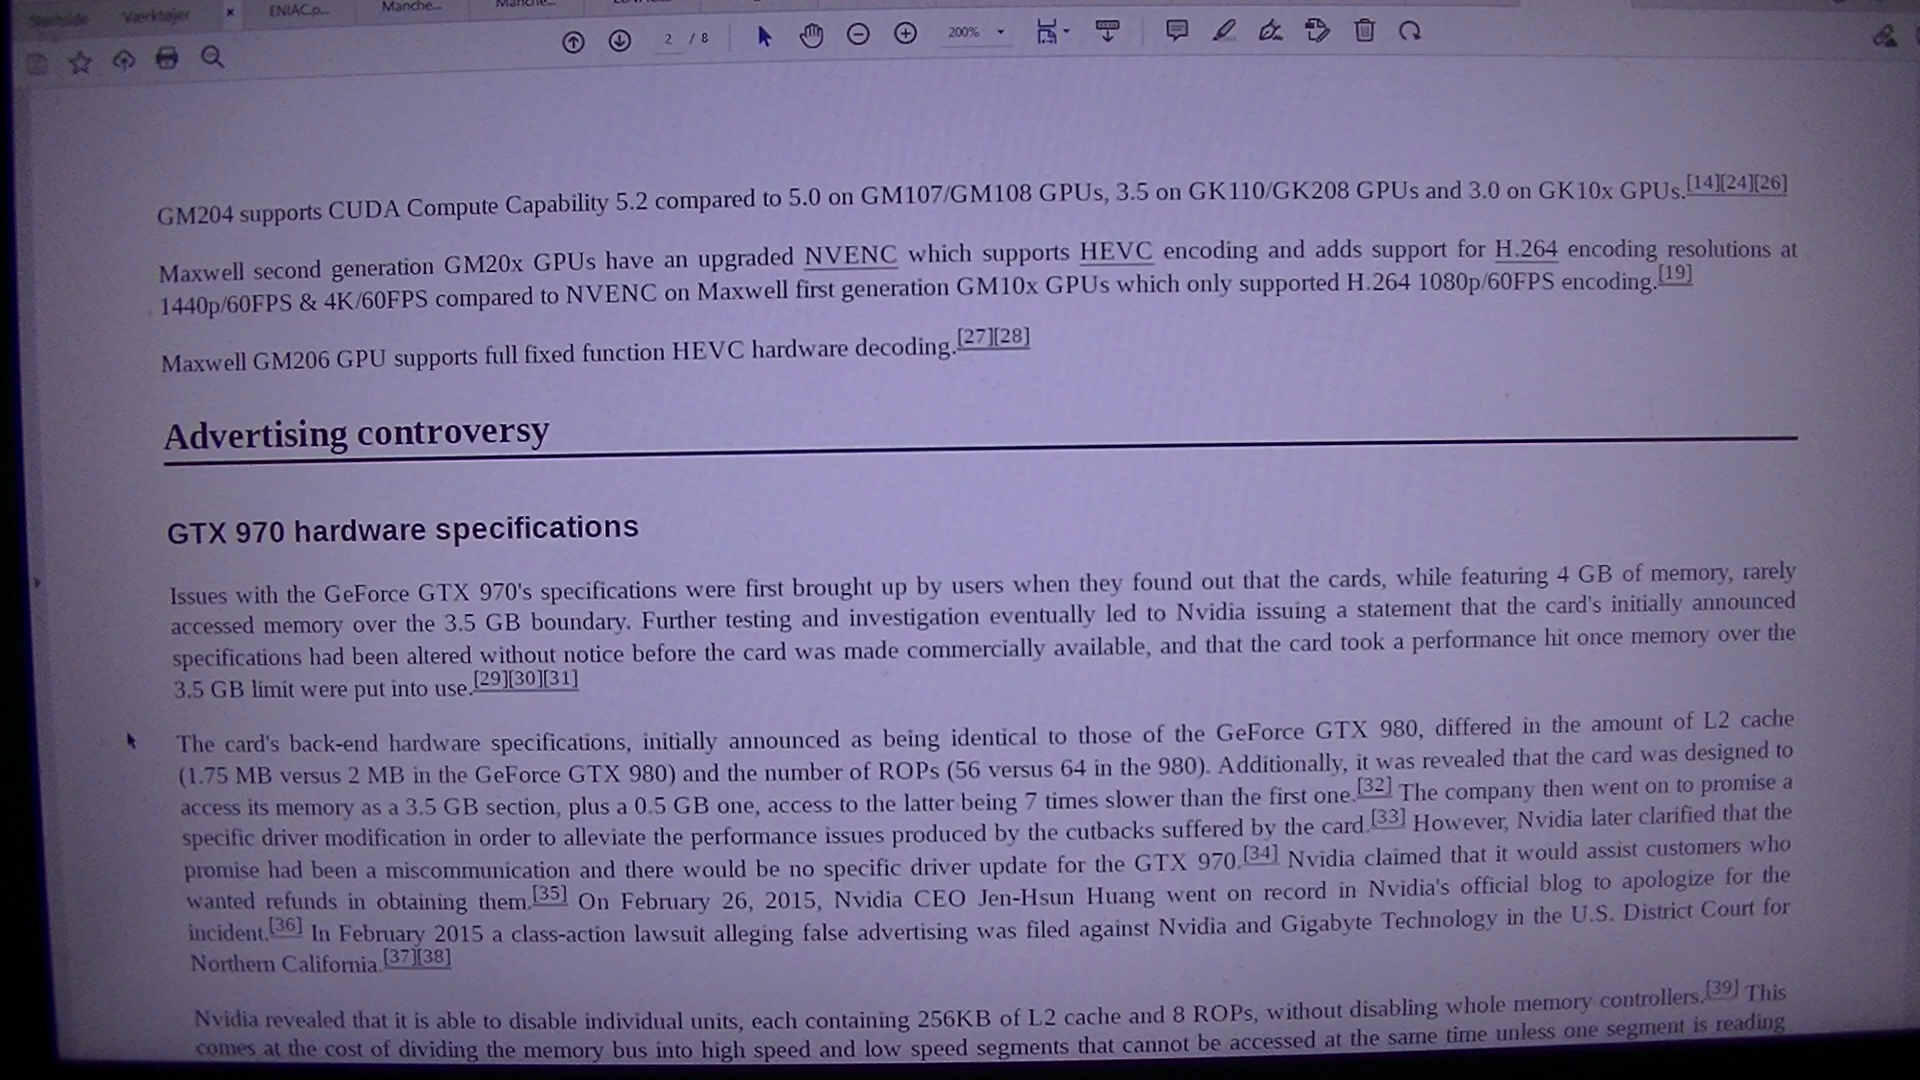 Startside Værktøjer ENIAC.p... Manche... Manche...
2 / 8 200%
GM204 supports CUDA Compute Capability 5.2 compared to 5.0 on GM107/GM108 GPUs, 3.5 on GK110/GK208 GPUs and 3.0 on GK10x GPUs.[14][24][26]
Maxwell second generation GM20x GPUs have an upgraded NVENC which supports HEVC encoding and adds support for H.264 encoding resolutions at
1440p/60FPS & 4K/60FPS compared to NVENC on Maxwell first generation GM10x GPUs which only supported H.264 1080p/60FPS encoding.[19]
Maxwell GM206 GPU supports full fixed function HEVC hardware decoding.[27][28]
Advertising controversy
GTX 970 hardware specifications
Issues with the GeForce GTX 970's specifications were first brought up by users when they found out that the cards, while featuring 4 GB of memory, rarely
accessed memory over the 3.5 GB boundary. Further testing and investigation eventually led to Nvidia issuing a statement that the card's initially announced
specifications had been altered without notice before the card was made commercially available, and that the card took a performance hit once memory over the
3.5 GB limit were put into use.[29][30][31]
The card's back-end hardware specifications, initially announced as being identical to those of the GeForce GTX 980, differed in the amount of L2 cache
(1.75 MB versus 2 MB in the GeForce GTX 980) and the number of ROPs (56 versus 64 in the 980). Additionally, it was revealed that the card was designed to
access its memory as a 3.5 GB section, plus a 0.5 GB one, access to the latter being 7 times slower than the first one.[32] The company then went on to promise a
specific driver modification in order to alleviate the performance issues produced by the cutbacks suffered by the card.[33] However, Nvidia later clarified that the
promise had been a miscommunication and there would be no specific driver update for the GTX 970.[34] Nvidia claimed that it would assist customers who
wanted refunds in obtaining them.[35] On February 26, 2015, Nvidia CEO Jen-Hsun Huang went on record in Nvidia's official blog to apologize for the
incident.[36] In February 2015 a class-action lawsuit alleging false advertising was filed against Nvidia and Gigabyte Technology in the U.S. District Court for
Northern California.[37][38]
Nvidia revealed that it is able to disable individual units, each containing 256KB of L2 cache and 8 ROPs, without disabling whole memory controllers.[39] This
comes at the cost of dividing the memory bus into high speed and low speed segments that cannot be accessed at the same time unless one segment is reading